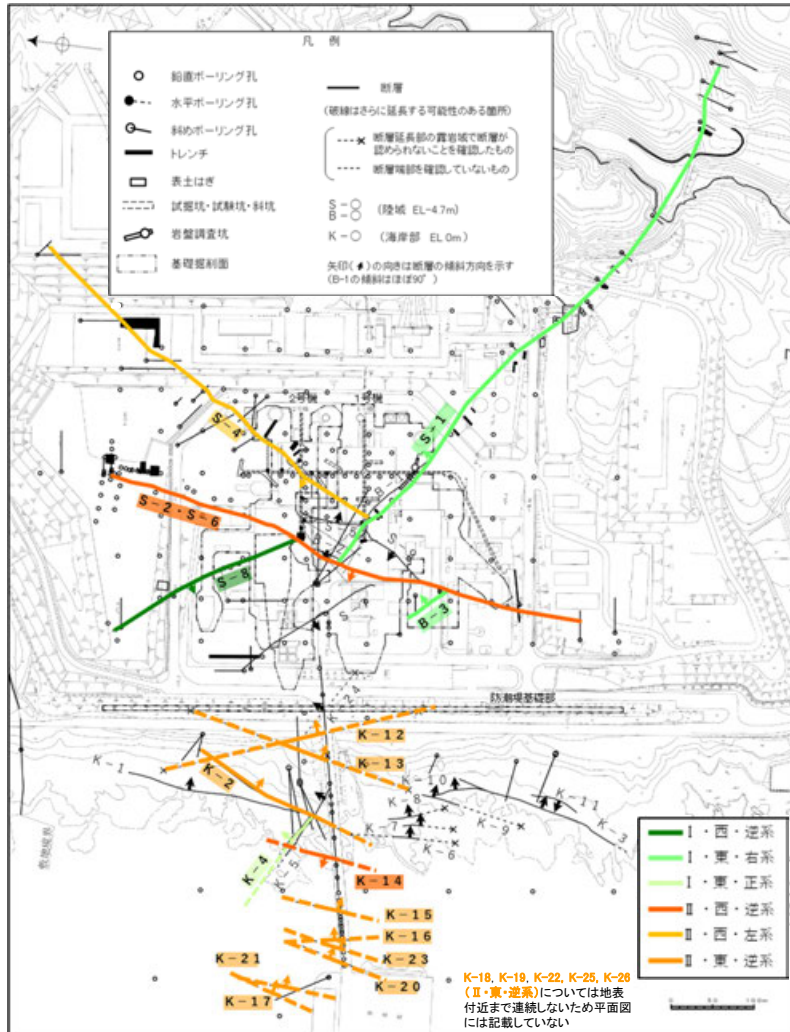 凡 例
鉛直ボーリング孔
水平ボーリング孔
斜めボーリング孔
トレンチ
表土はぎ
試掘坑・試験坑・斜坑
岩盤調査坑
基礎掘削面
断層
(破線はさらに延長する可能性のある箇所)
断層延長部の露岩域で断層が
認められないことを確認したもの
断層端部を確認していないもの
S-○
B-○
(陸域 EL-4.7m)
K-○ (海岸部 EL 0m)
矢印( )の向きは断層の傾斜方向を示す
(B-1の傾斜はほぼ90°)
2号機
1号機
S-1
S-4
S-2・S-6
S-8
B-3
防潮堤基礎部
K-24
K-12
K-13
K-1
K-2
K-10
K-8
K-11
K-7
K-9
K-3
K-6
K-4
K-5
K-14
K-15
K-16
K-23
K-21
K-20
K-17
敷地境界
I・西・逆系
I・東・右系
I・東・正系
II・西・逆系
II・西・左系
II・東・逆系
K-18, K-19, K-22, K-25, K-26
(II・東・逆系)については地表
付近まで連続しないため平面図
には記載していない
0 50 100m